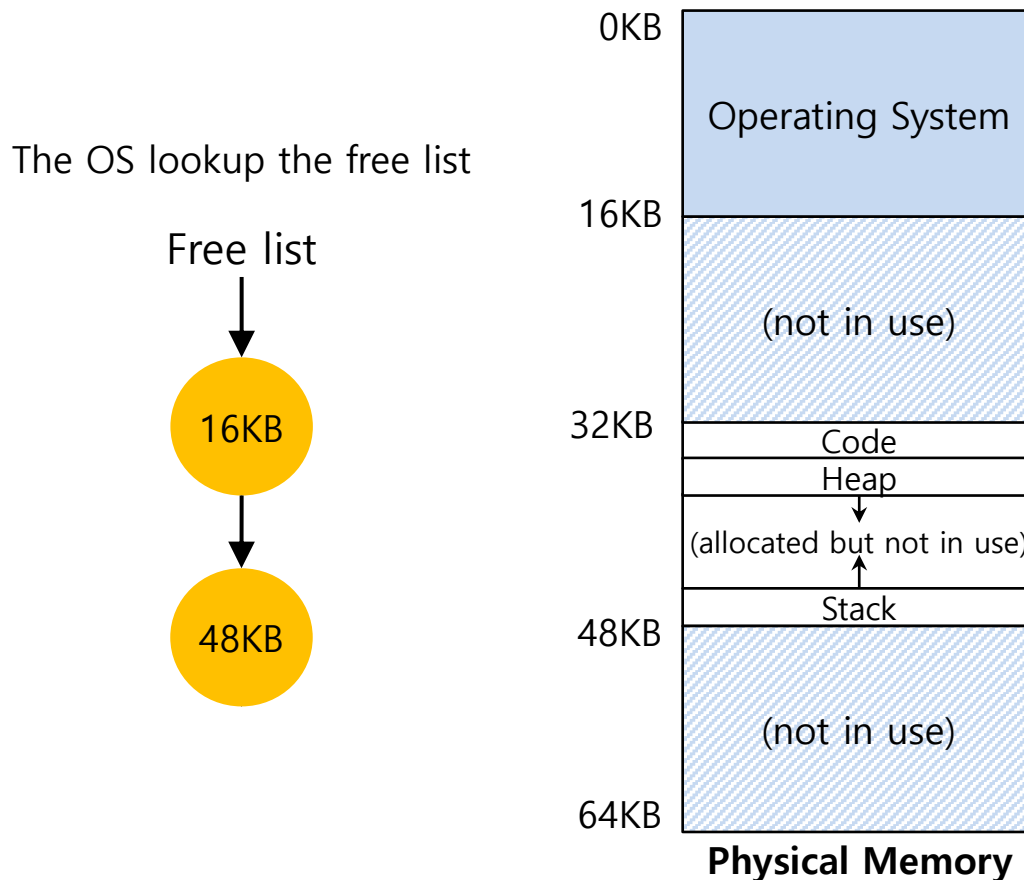 The OS lookup the free list
Free list
16KB
48KB
0KB
Operating System
16KB
(not in use)
32KB
Code
Heap
(allocated but not in use)
Stack
48KB
(not in use)
64KB
Physical Memory